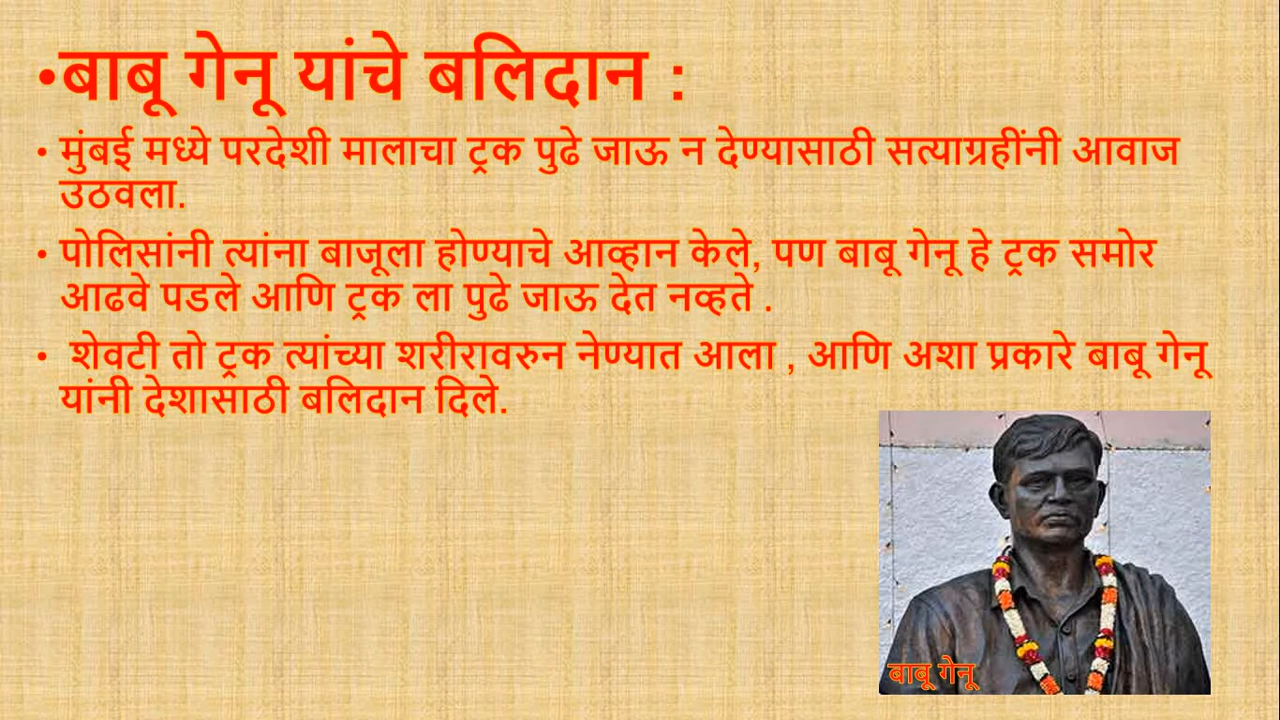 •बाबू गेनू यांचे बलिदान :
• मुंबई मध्ये परदेशी मालाचा ट्रक पुढे जाऊ न देण्यासाठी सत्याग्रहींनी आवाज
उठवला.
• पोलिसांनी त्यांना बाजूला होण्याचे आव्हान केले, पण बाबू गेनू हे ट्रक समोर
आढवे पडले आणि ट्रक ला पुढे जाऊ देत नव्हते .
• शेवटी तो ट्रक त्यांच्या शरीरावरुन नेण्यात आला , आणि अशा प्रकारे बाबू गेनू
यांनी देशासाठी बलिदान दिले.
बाबू गेनू